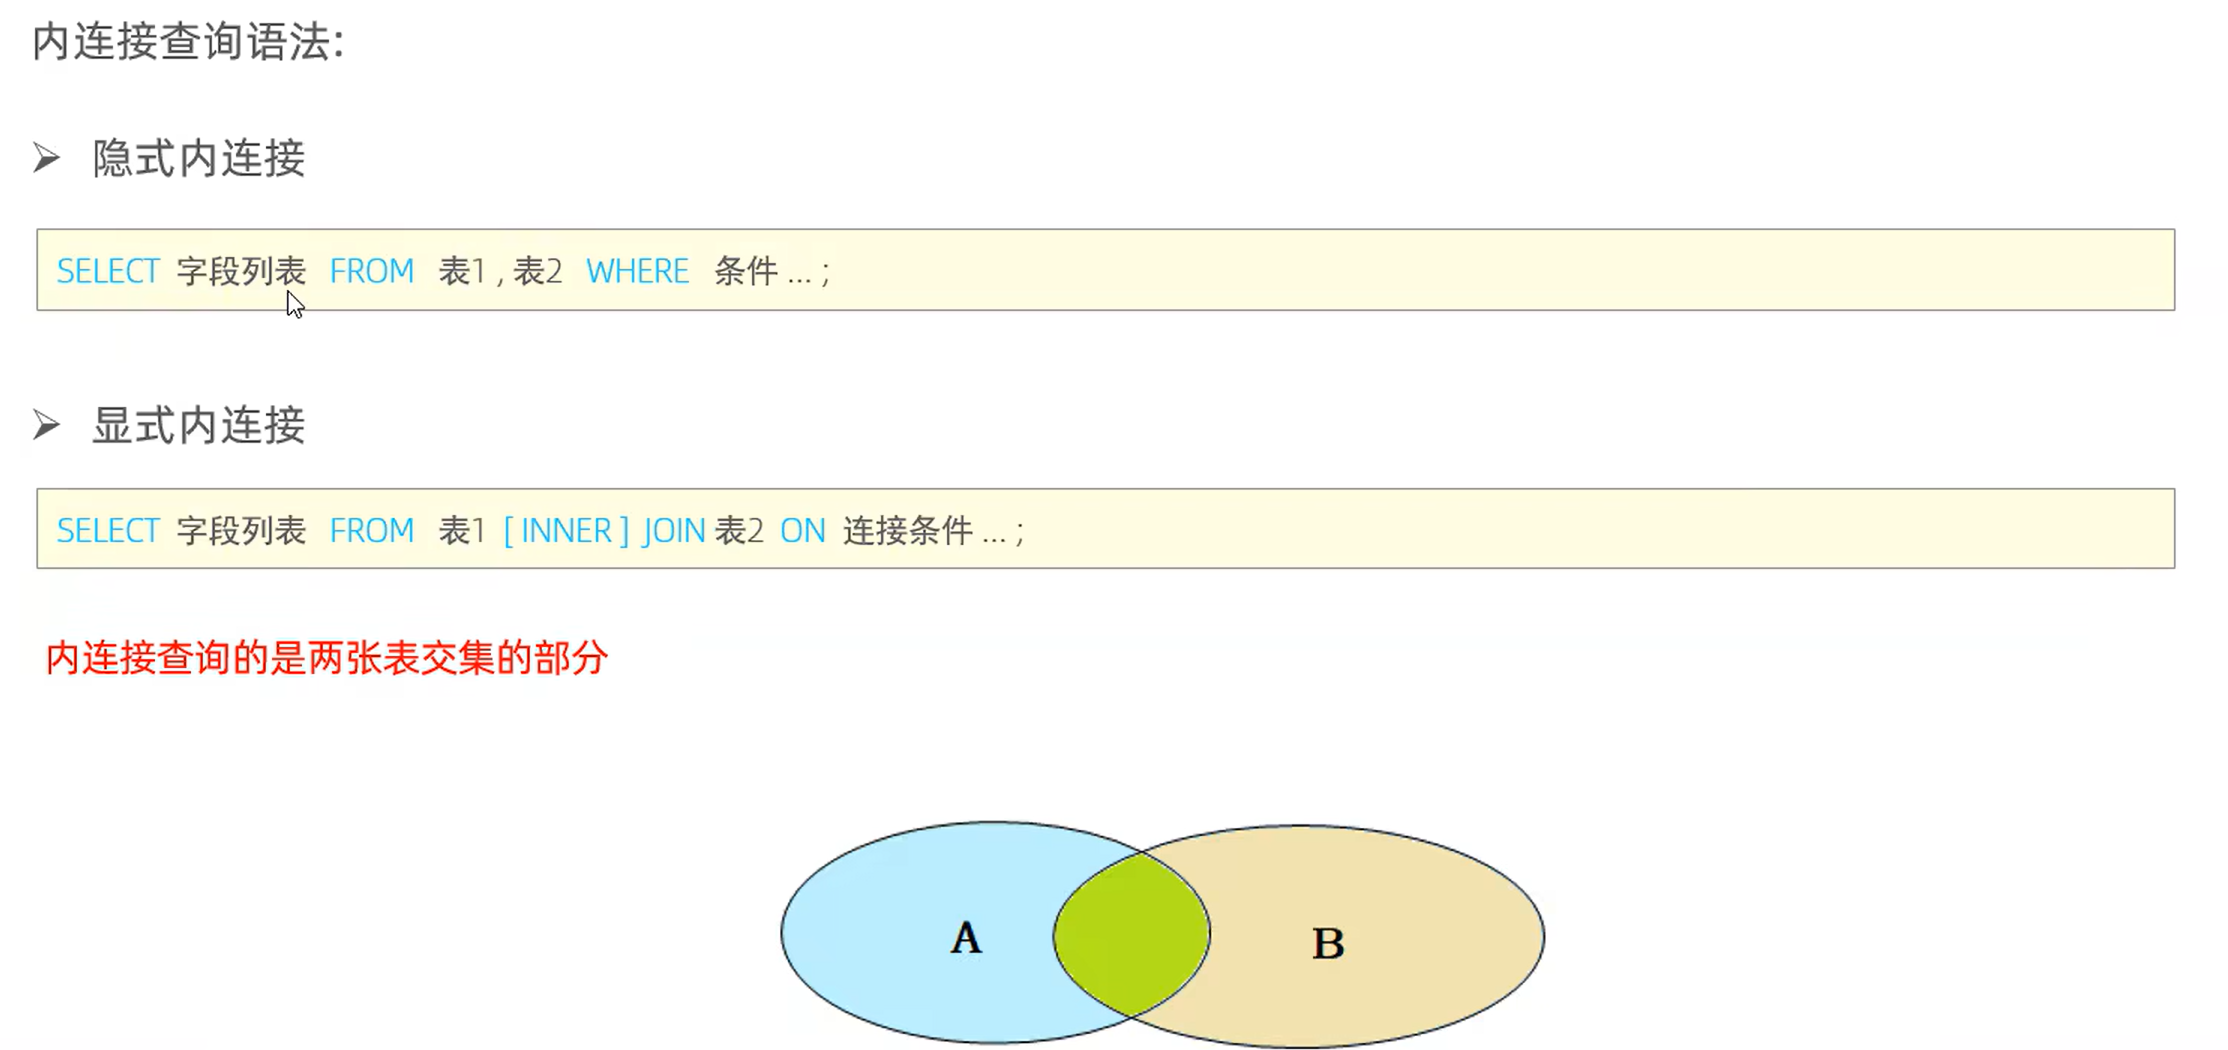 内连接查询语法:
➢ 隐式内连接
SELECT 字段列表 FROM 表1 , 表2 WHERE 条件 ... ;
➢ 显式内连接
SELECT 字段列表 FROM 表1 [ INNER ] JOIN 表2 ON 连接条件 ... ;
内连接查询的是两张表交集的部分
A B